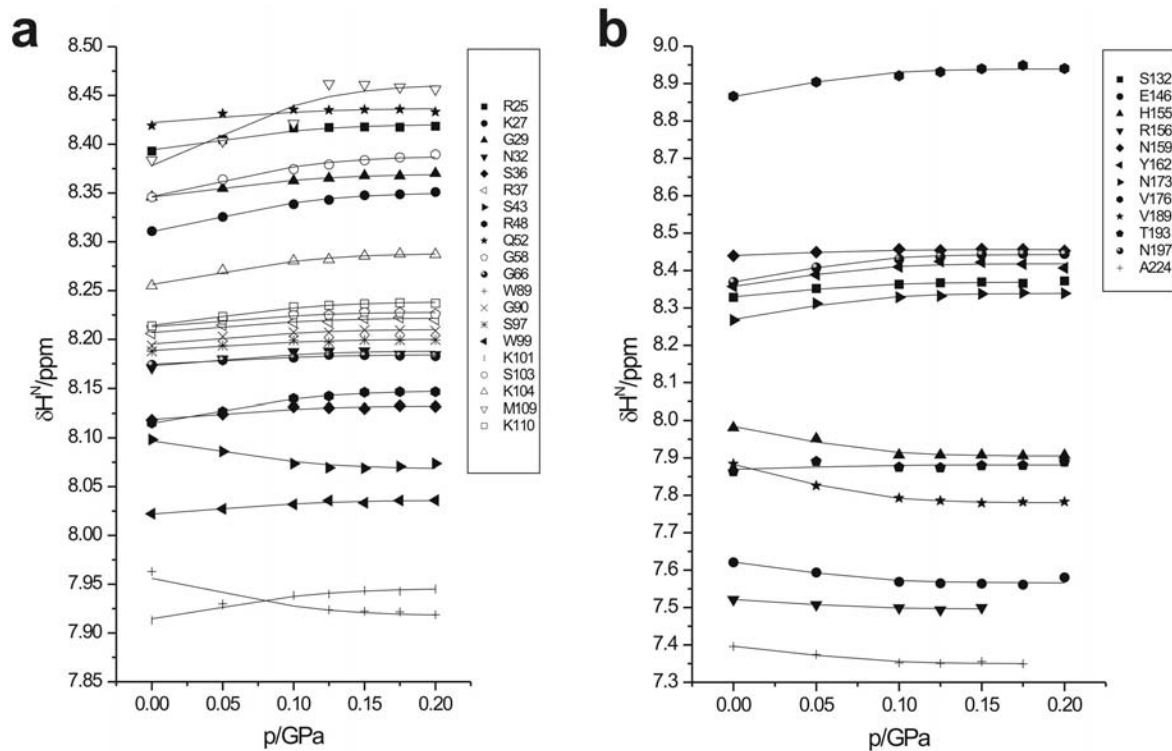 a
8.50
8.45
8.40
8.35
8.30
8.25
8.20
8.15
8.10
8.05
8.00
7.95
7.90
7.85
δHᴺ/ppm
0.00 0.05 0.10 0.15 0.20
p/GPa
R25
K27
G29
N32
S36
R37
S43
R48
Q52
G58
G66
W89
G90
S97
W99
K101
S103
K104
M109
K110
b
9.0
8.9
8.8
8.7
8.6
8.5
8.4
8.3
8.2
8.1
8.0
7.9
7.8
7.7
7.6
7.5
7.4
7.3
δHᴺ/ppm
0.00 0.05 0.10 0.15 0.20
p/GPa
S132
E146
H155
R156
N159
Y162
N173
V176
V189
T193
N197
A224